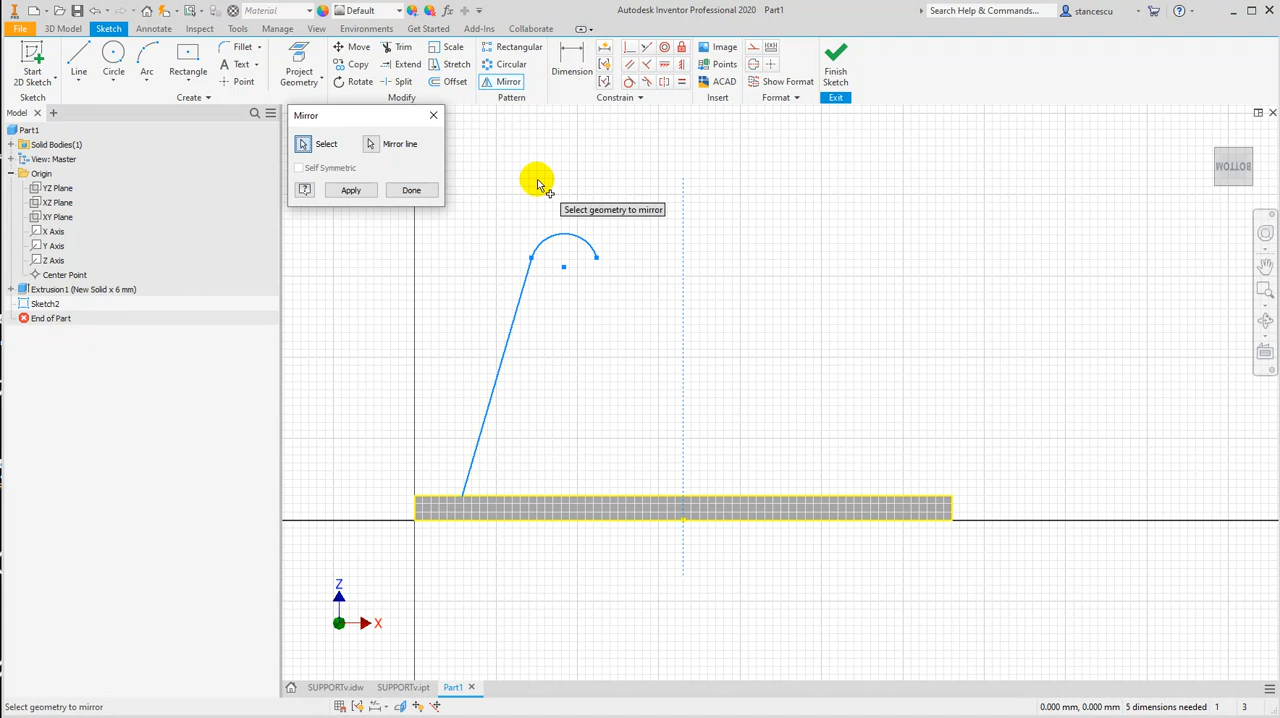 PRO
Material
Default
Autodesk Inventor Professional 2020 Part1
Search Help & Commands...
stancescu
File
3D Model
Sketch
Annotate
Inspect
Tools
Manage
View
Environments
Get Started
Add-Ins
Collaborate
Start
2D Sketch
Line
Circle
Arc
Rectangle
Fillet
Text
Point
Project
Geometry
Move
Copy
Rotate
Trim
Extend
Split
Scale
Stretch
Offset
Rectangular
Circular
Mirror
Dimension
Image
Points
ACAD
Show Format
Finish
Sketch
Sketch
Create
Modify
Pattern
Constrain
Insert
Format
Exit
Model
Part1
Solid Bodies(1)
View: Master
Origin
YZ Plane
XZ Plane
XY Plane
X Axis
Y Axis
Z Axis
Center Point
Extrusion1 (New Solid x 6 mm)
Sketch2
End of Part
Mirror
Select
Mirror line
Self Symmetric
Apply
Done
Select geometry to mirror
BOTTOM
Z
X
SUPPORTv.idw
SUPPORTv.ipt
Part1
Select geometry to mirror
0.000 mm, 0.000 mm
5 dimensions needed
1
3